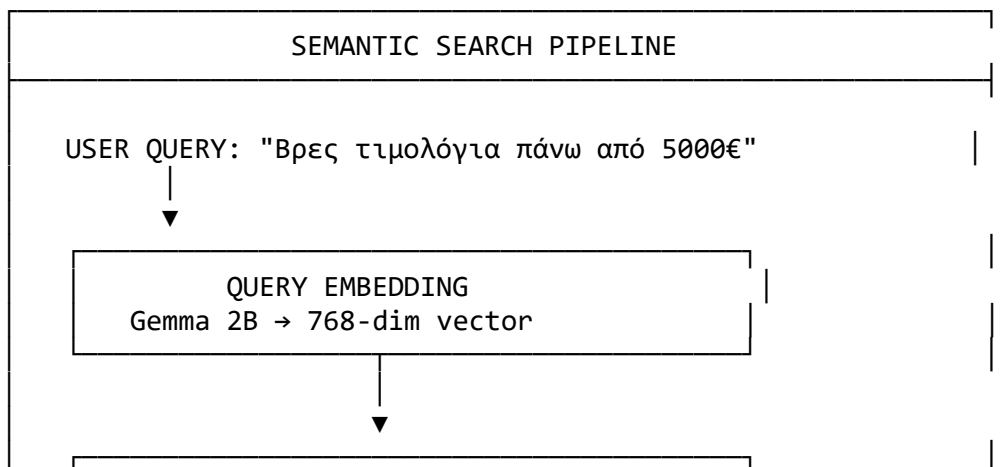 SEMANTIC SEARCH PIPELINE
USER QUERY: "Βρες τιμολόγια πάνω από 5000€"
QUERY EMBEDDING
Gemma 2B → 768-dim vector